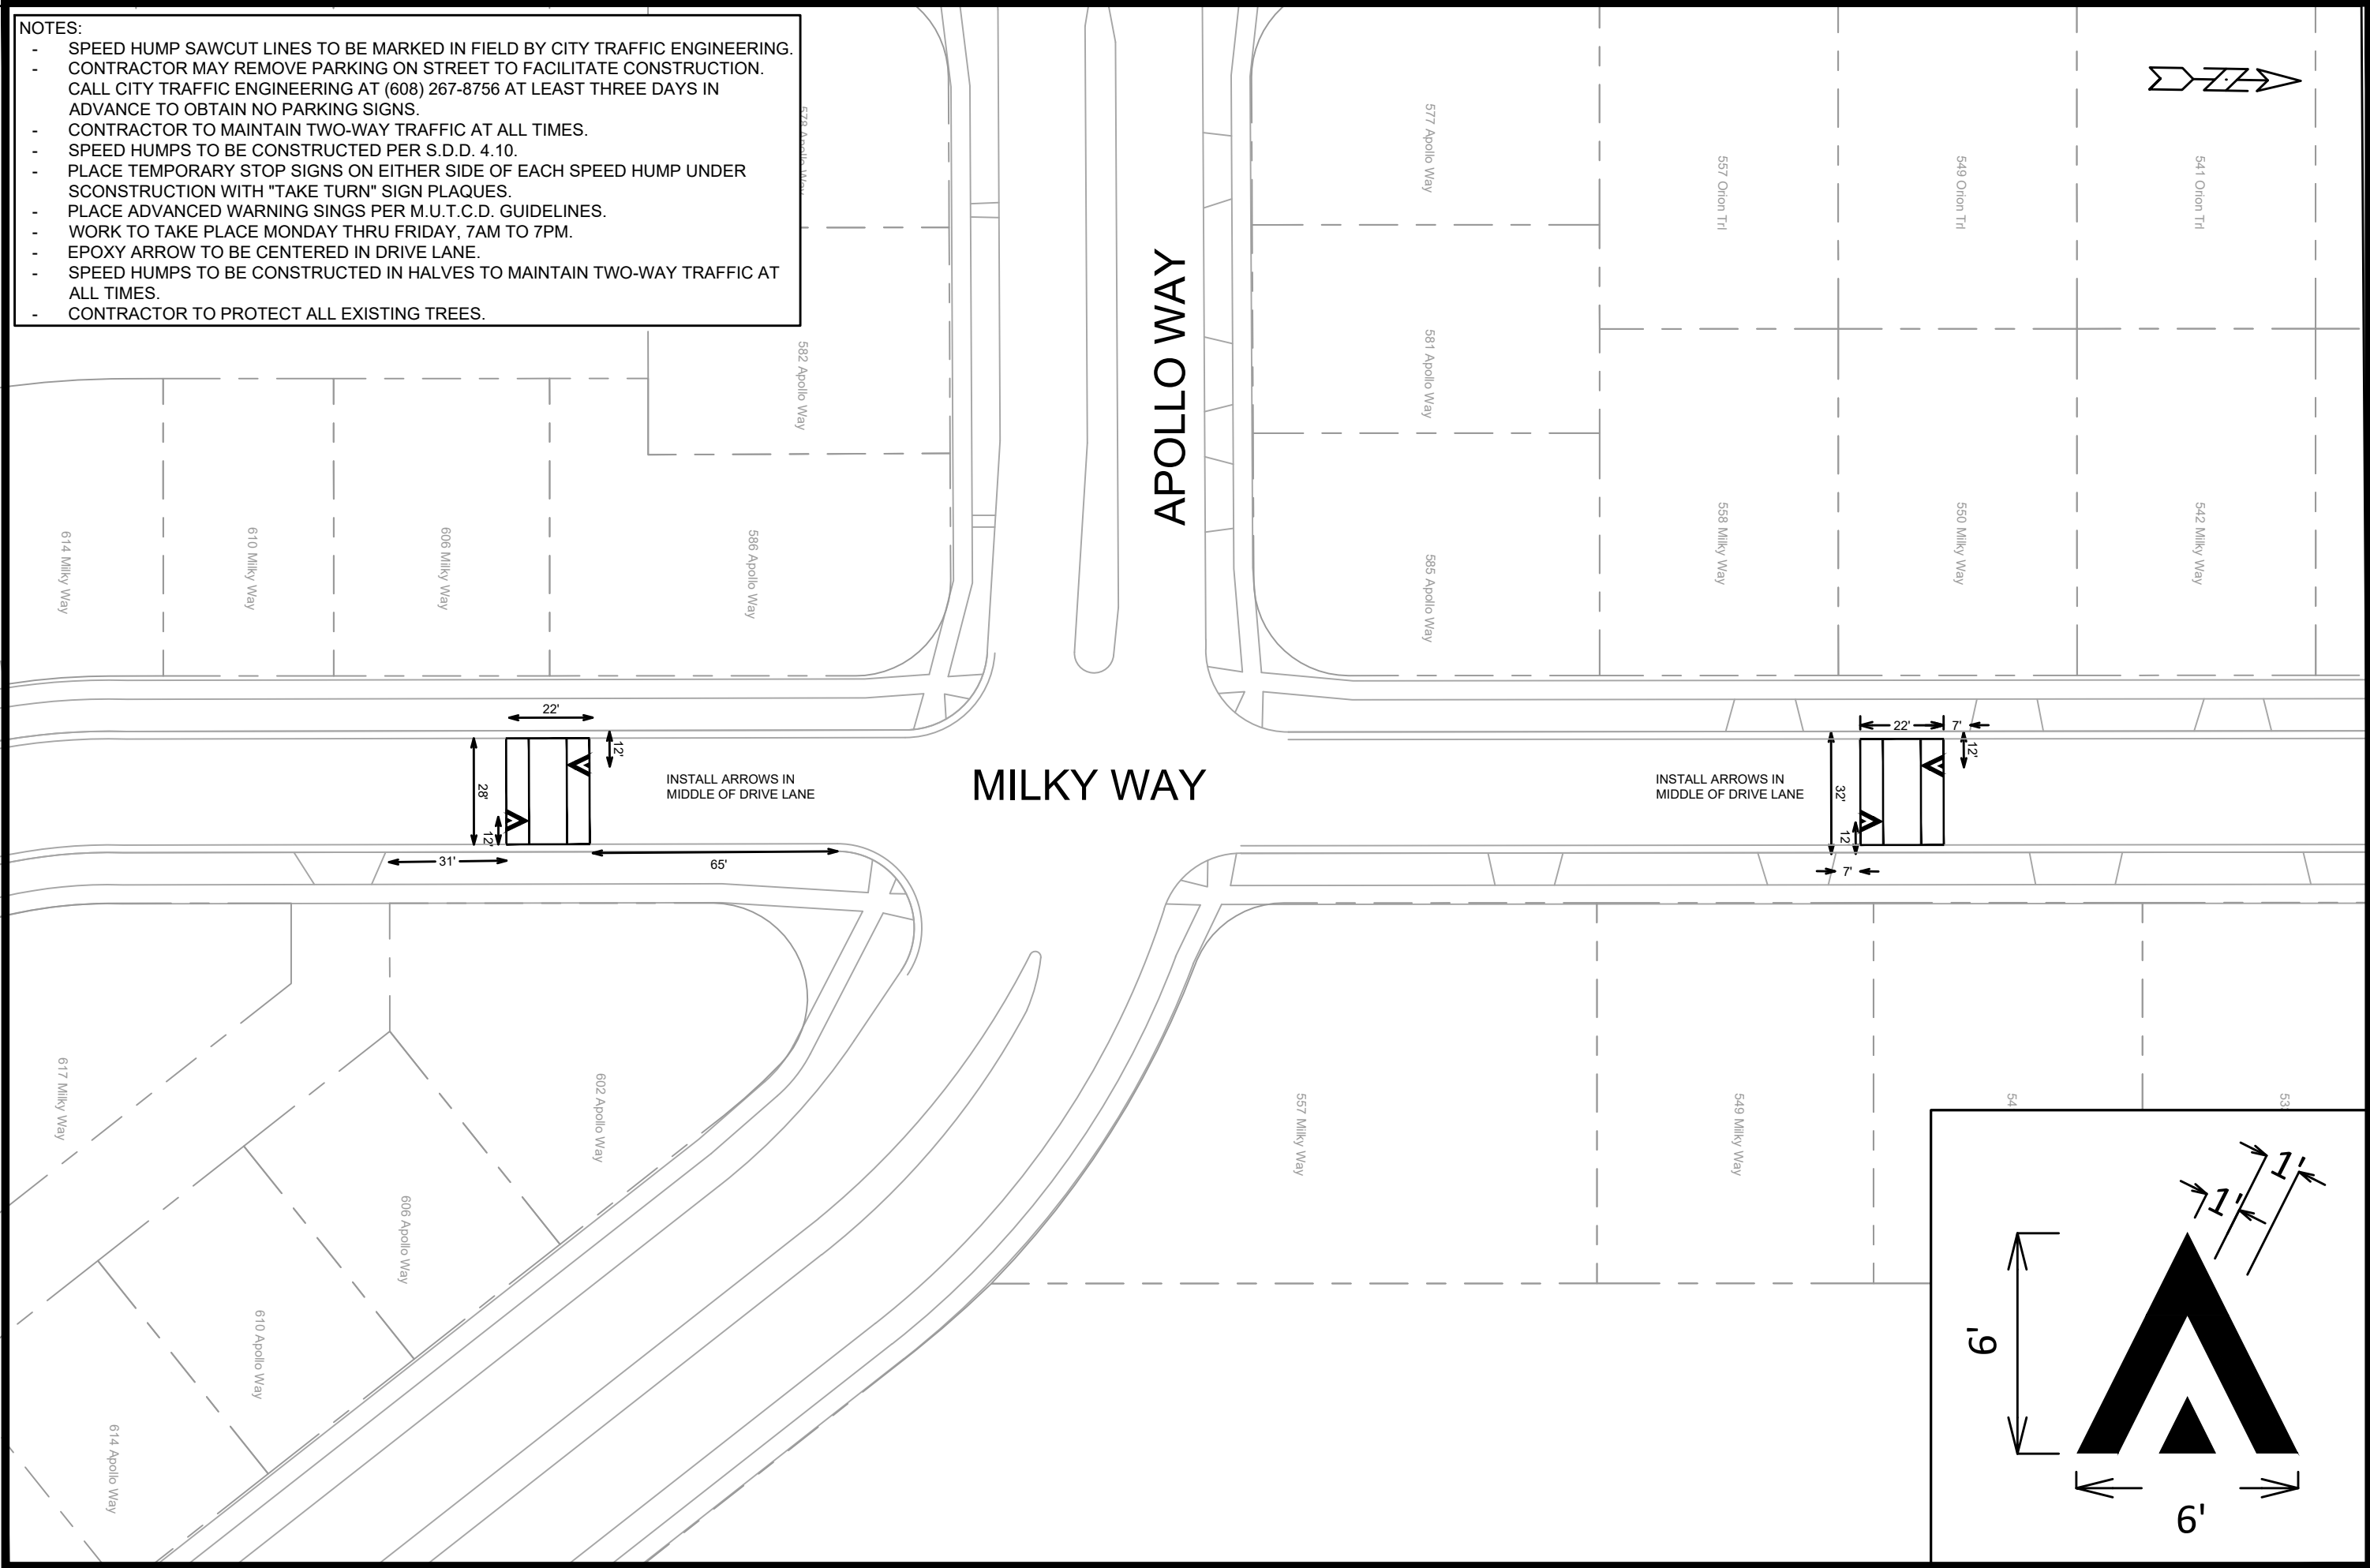 NOTES:
- SPEED HUMP SAWCUT LINES TO BE MARKED IN FIELD BY CITY TRAFFIC ENGINEERING.
- CONTRACTOR MAY REMOVE PARKING ON STREET TO FACILITATE CONSTRUCTION.
CALL CITY TRAFFIC ENGINEERING AT (608) 267-8756 AT LEAST THREE DAYS IN
ADVANCE TO OBTAIN NO PARKING SIGNS.
- CONTRACTOR TO MAINTAIN TWO-WAY TRAFFIC AT ALL TIMES.
- SPEED HUMPS TO BE CONSTRUCTED PER S.D.D. 4.10.
- PLACE TEMPORARY STOP SIGNS ON EITHER SIDE OF EACH SPEED HUMP UNDER
SCONSTRUCTION WITH "TAKE TURN" SIGN PLAQUES.
- PLACE ADVANCED WARNING SINGS PER M.U.T.C.D. GUIDELINES.
- WORK TO TAKE PLACE MONDAY THRU FRIDAY, 7AM TO 7PM.
- EPOXY ARROW TO BE CENTERED IN DRIVE LANE.
- SPEED HUMPS TO BE CONSTRUCTED IN HALVES TO MAINTAIN TWO-WAY TRAFFIC AT
ALL TIMES.
- CONTRACTOR TO PROTECT ALL EXISTING TREES.
578 Apollo Way
577 Apollo Way
557 Orion Trl
549 Orion Trl
541 Orion Trl
Z
582 Apollo Way
581 Apollo Way
APOLLO WAY
614 Milky Way
610 Milky Way
606 Milky Way
586 Apollo Way
585 Apollo Way
558 Milky Way
550 Milky Way
542 Milky Way
22'
12'
28'
12'
31'
65'
INSTALL ARROWS IN
MIDDLE OF DRIVE LANE
MILKY WAY
INSTALL ARROWS IN
MIDDLE OF DRIVE LANE
22'
7'
12'
32'
12'
7'
617 Milky Way
602 Apollo Way
606 Apollo Way
610 Apollo Way
614 Apollo Way
557 Milky Way
549 Milky Way
54
53
1'
1'
6'
6'